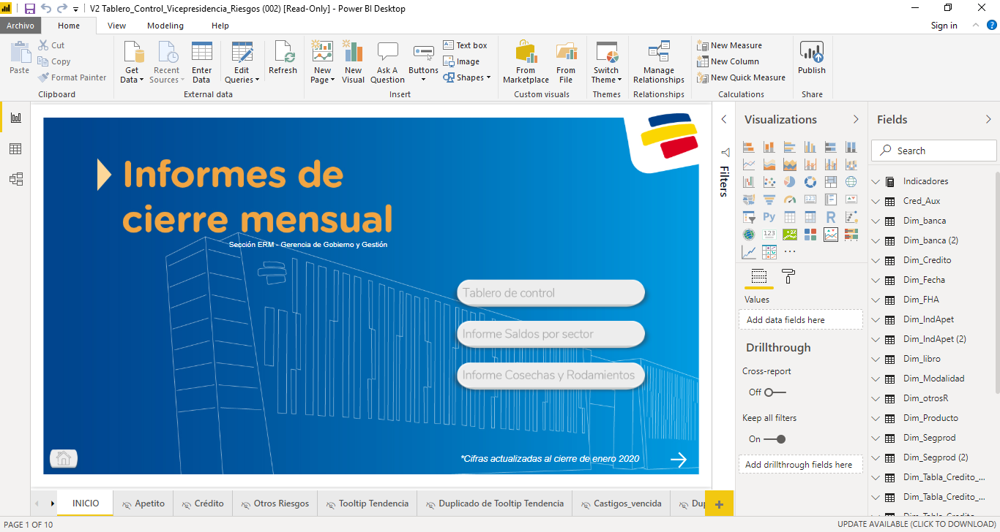 V2 Tablero_Control_Vicepresidencia_Riesgos (002) [Read-Only] - Power BI Desktop
Archivo Home View Modeling Help Sign in
Paste
Cut
Copy
Format Painter
Clipboard
Get Data
Recent Sources
Enter Data
Edit Queries
Refresh
External data
New Page
New Visual
Ask A Question
Buttons
Text box
Image
Shapes
Insert
From Marketplace
From File
Custom visuals
Switch Theme
Themes
Manage Relationships
Relationships
New Measure
New Column
New Quick Measure
Calculations
Publish
Share
Informes de
cierre mensual
Sección ERM - Gerencia de Gobierno y Gestión
Tablero de control
Informe Saldos por sector
Informe Cosechas y Rodamientos
*Cifras actualizadas al cierre de enero 2020
Filters
Visualizations
123
Py
R
123
Values
Add data fields here
Drillthrough
Cross-report
Off
Keep all filters
On
Add drillthrough fields here
Fields
Search
Indicadores
Cred_Aux
Dim_banca
Dim_banca (2)
Dim_Credito
Dim_Fecha
Dim_FHA
Dim_IndApet
Dim_IndApet (2)
Dim_libro
Dim_Modalidad
Dim_otrosR
Dim_Producto
Dim_Segprod
Dim_Segprod (2)
Dim_Tabla_Credito_...
Dim_Tabla_Credito_...
Dim_Tabla_Credito_...
INICIO Apetito Crédito Otros Riesgos Tooltip Tendencia Duplicado de Tooltip Tendencia Castigos_vencida Dup
PAGE 1 OF 10 UPDATE AVAILABLE (CLICK TO DOWNLOAD)